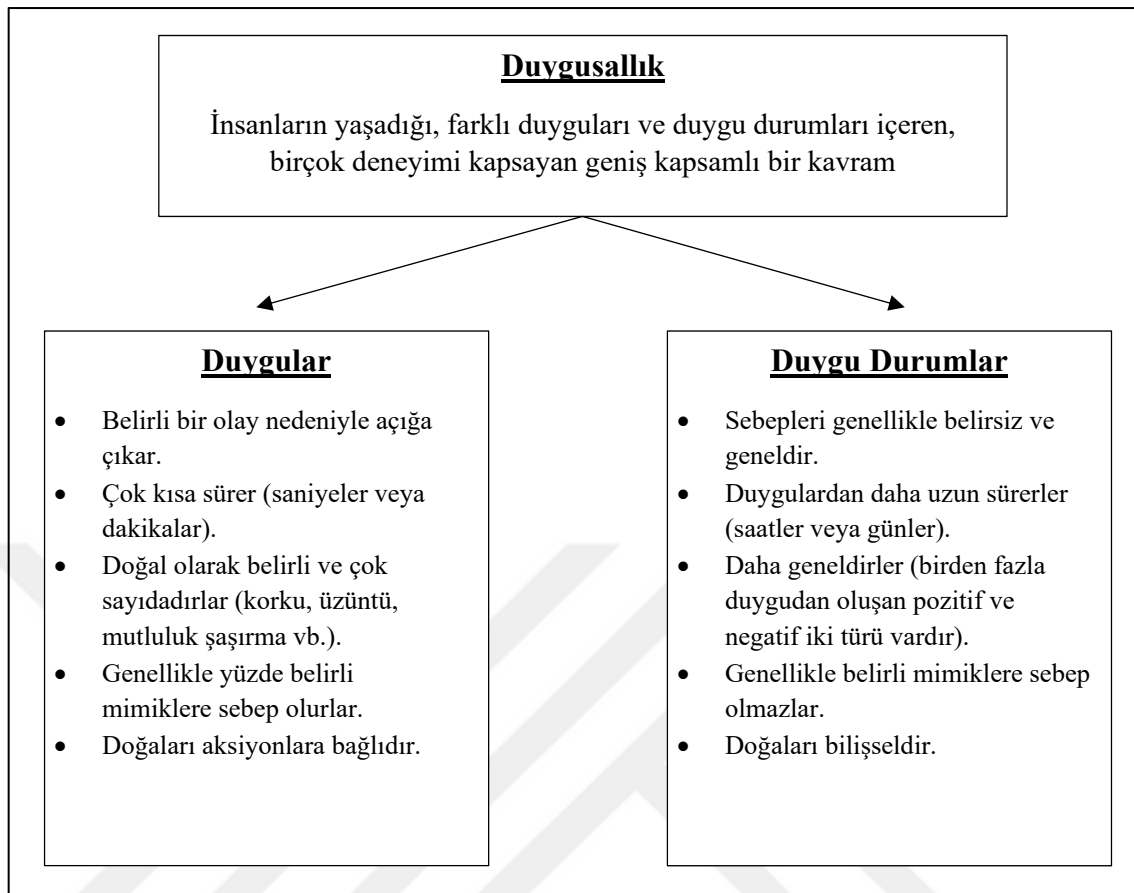 Duygusallık
İnsanların yaşadığı, farklı duyguları ve duygu durumları içeren,
birçok deneyimi kapsayan geniş kapsamlı bir kavram
Duygular
• Belirli bir olay nedeniyle açığa
çıkar.
• Çok kısa sürer (saniyeler veya
dakikalar).
• Doğal olarak belirli ve çok
sayıdadırlar (korku, üzüntü,
mutluluk şaşırma vb.).
• Genellikle yüzde belirli
mimiklere sebep olurlar.
• Doğaları aksiyonlara bağlıdır.
Duygu Durumlar
• Sebepleri genellikle belirsiz ve
geneldir.
• Duygulardan daha uzun sürerler
(saatler veya günler).
• Daha geneldirler (birden fazla
duygudan oluşan pozitif ve
negatif iki türü vardır).
• Genellikle belirli mimiklere sebep
olmazlar.
• Doğaları bilişseldir.